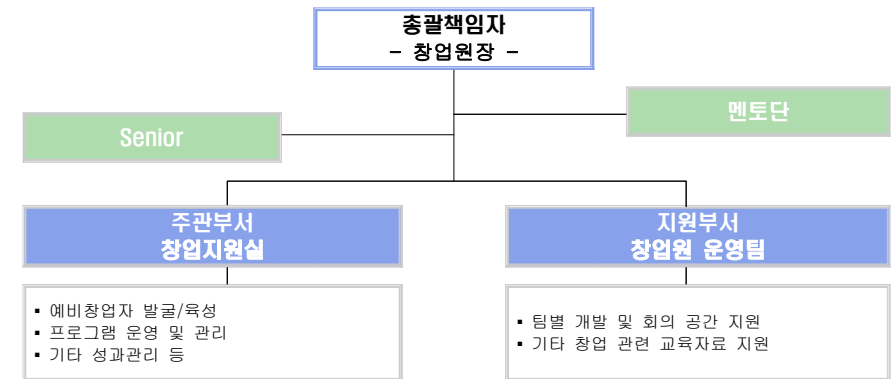 총괄책임자
- 창업원장 -
멘토단
Senior
주관부서
창업지원실
지원부서
창업원 운영팀
▪ 예비창업자 발굴/육성
▪ 프로그램 운영 및 관리
▪ 기타 성과관리 등
▪ 팀별 개발 및 회의 공간 지원
▪ 기타 창업 관련 교육자료 지원